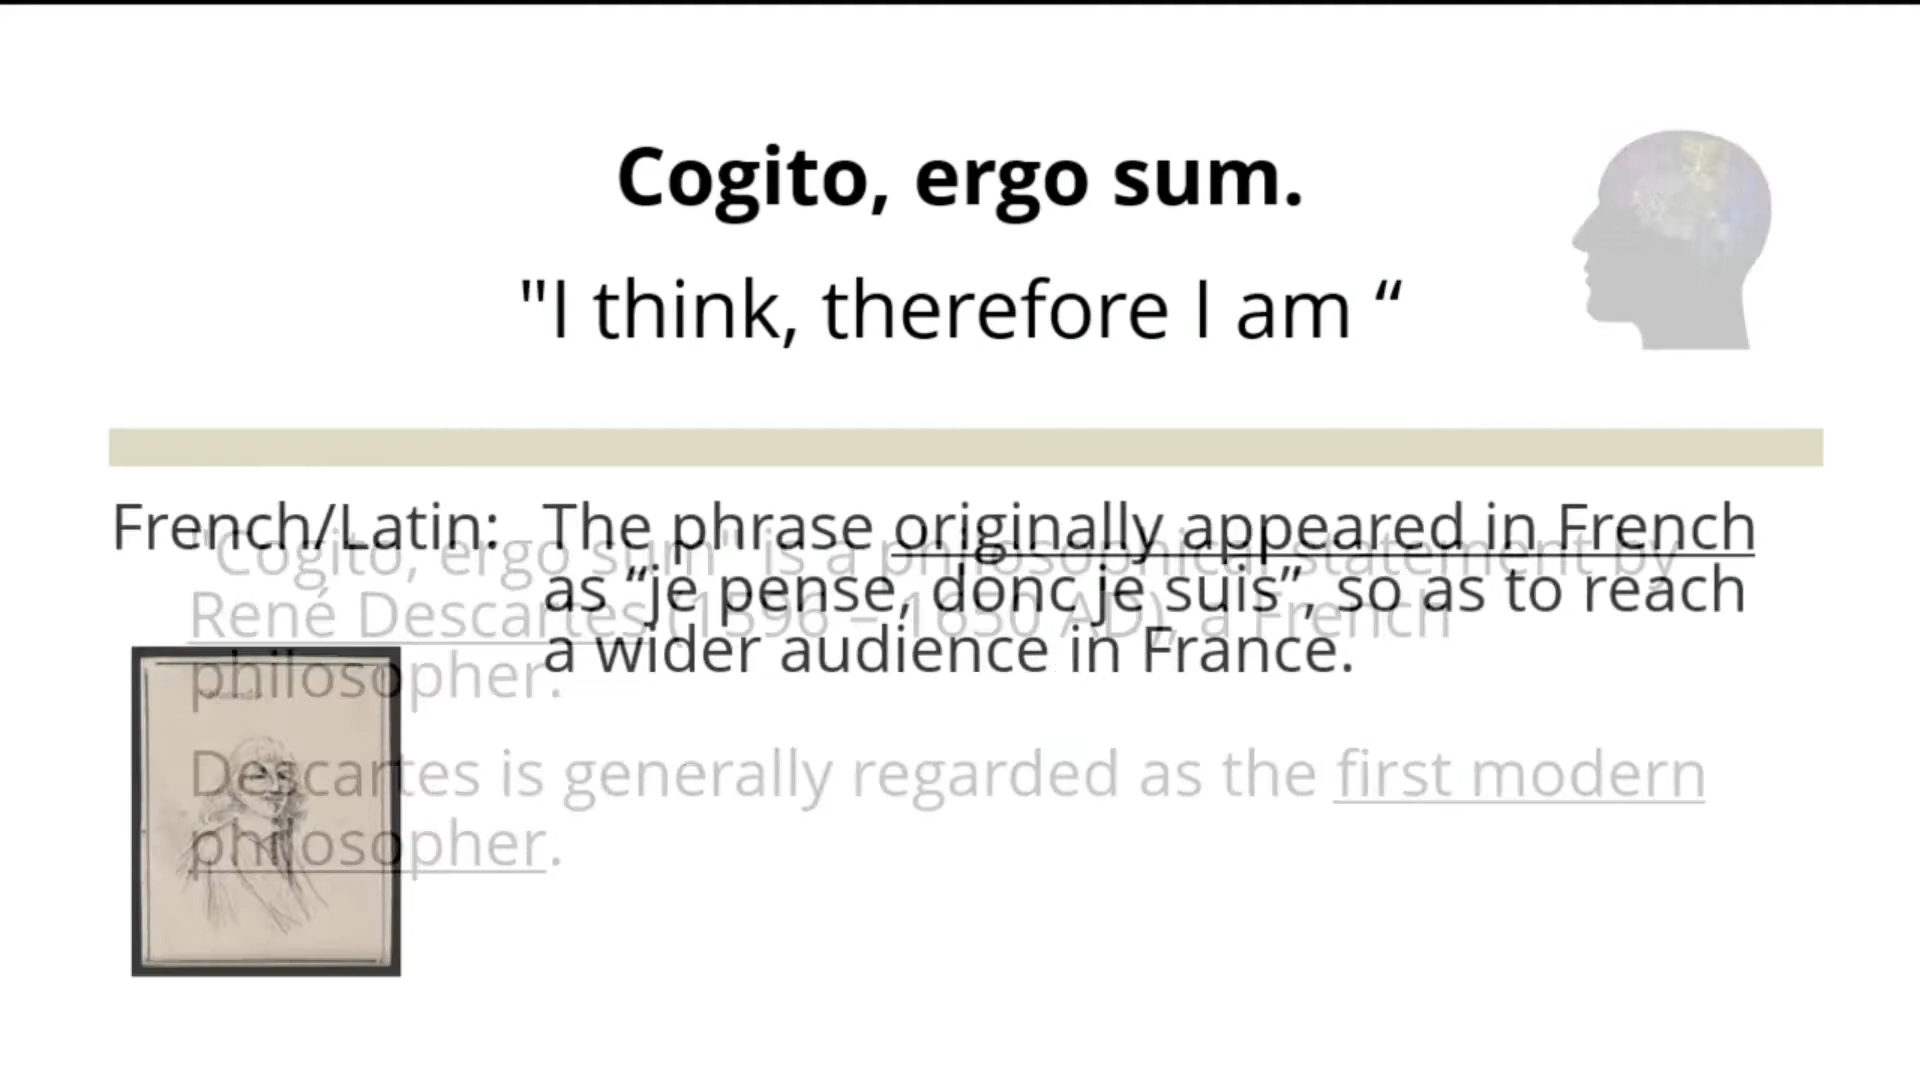 Cogito, ergo sum.
"I think, therefore I am “
French/Latin: The phrase originally appeared in French
as “je pense, donc je suis”, so as to reach
a wider audience in France.
"Cogito, ergo sum" is a philosophical statement by
René Descartes (1596 – 1650 AD), a French
philosopher.
Descartes is generally regarded as the first modern
philosopher.